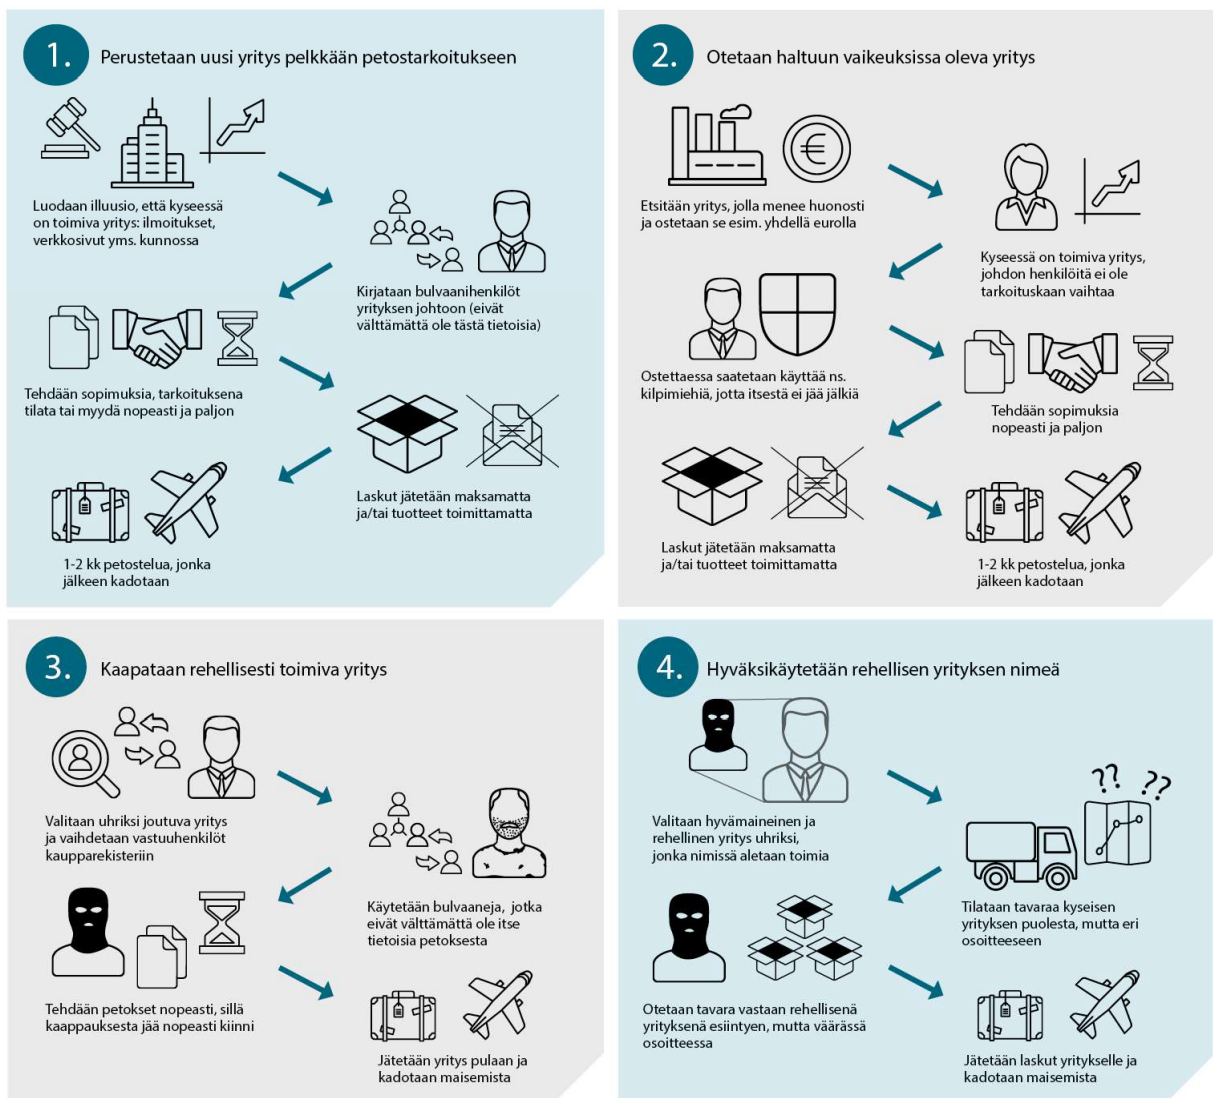 1.
Perustetaan uusi yritys pelkkään petostarkoitukseen
Luodaan illuusio, että kyseessä
on toimiva yritys: ilmoitukset,
verkkosivut yms. kunnossa
Kirjataan bulvaanihenkilöt
yrityksen johtoon (eivät
välttämättä ole tästä tietoisia)
Tehdään sopimuksia, tarkoituksena
tilata tai myydä nopeasti ja paljon
Laskut jätetään maksamatta
ja/tai tuotteet toimittamatta
1-2 kk petostelua, jonka
jälkeen kadotaan
2.
Otetaan haltuun vaikeuksissa oleva yritys
€
Etsitään yritys, jolla menee huonosti
ja ostetaan se esim. yhdellä eurolla
Kyseessä on toimiva yritys,
johdon henkilöitä ei ole
tarkoituskaan vaihtaa
Ostettaessa saatetaan käyttää ns.
kilpimiehiä, jotta itsestä ei jää jälkiä
Tehdään sopimuksia
nopeasti ja paljon
Laskut jätetään maksamatta
ja/tai tuotteet toimittamatta
1-2 kk petostelua, jonka
jälkeen kadotaan
3.
Kaapataan rehellisesti toimiva yritys
Valitaan uhriksi joutuva yritys
ja vaihdetaan vastuuhenkilöt
kaupparekisteriin
Käytetään bulvaaneja, jotka
eivät välttämättä ole itse
tietoisia petoksesta
Tehdään petokset nopeasti, sillä
kaappauksesta jää nopeasti kiinni
Jätetään yritys pulaan ja
kadotaan maisemista
4.
Hyväksikäytetään rehellisen yrityksen nimeä
Valitaan hyvämaineinen ja
rehellinen yritys uhriksi,
jonka nimissä aletaan toimia
?? ??
Tilataan tavaraa kyseisen
yrityksen puolesta, mutta eri
osoitteeseen
Otetaan tavara vastaan rehellisenä
yrityksenä esiintyen, mutta väärässä
osoitteessa
Jätetään laskut yritykselle ja
kadotaan maisemista